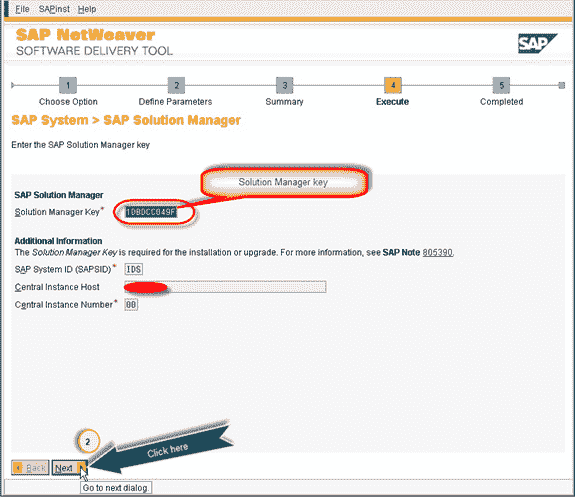 File SAPinst Help
SAP NetWeaver
SOFTWARE DELIVERY TOOL
SAP
1 2 3 4 5
Choose Option Define Parameters Summary Execute Completed
SAP System > SAP Solution Manager
Enter the SAP Solution Manager key
Solution Manager key
SAP Solution Manager
Solution Manager Key*
Additional Information
The Solution Manager Key is required for the installation or upgrade. For more information, see SAP Note 805390.
SAP System ID (SAPSID)* IDS
Central Instance Host
Central Instance Number* 00
2
Click here
Back Next
Go to next dialog.